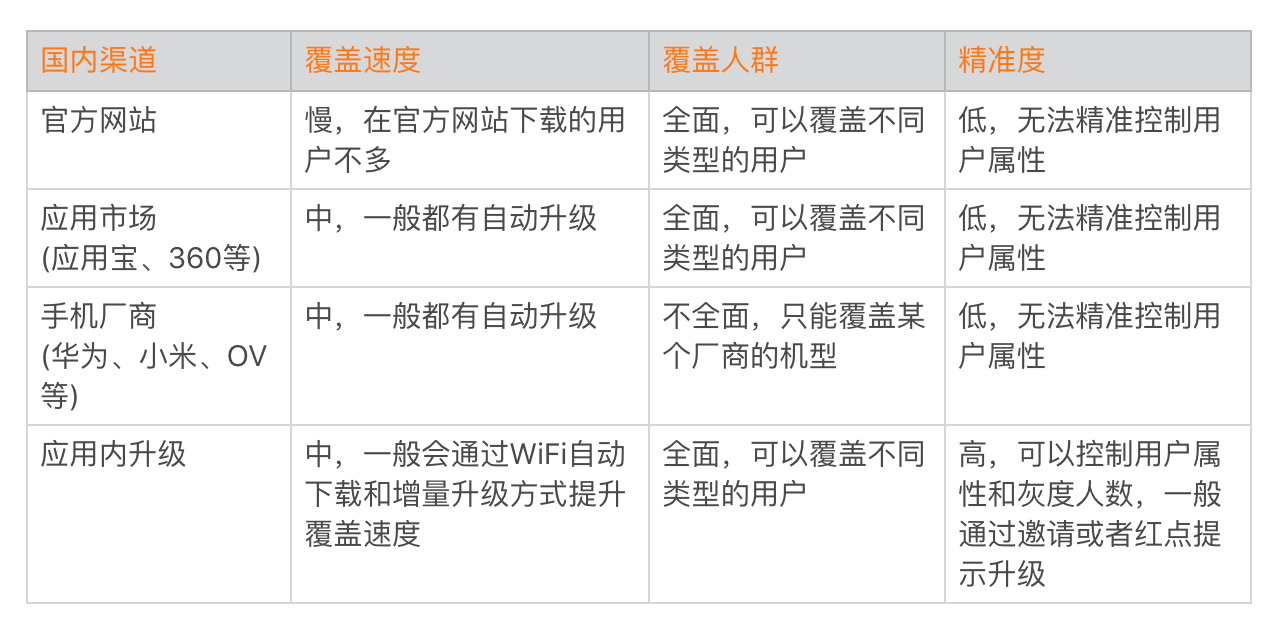 国内渠道
覆盖速度
覆盖人群
精准度
官方网站
慢，在官方网站下载的用
户不多
全面，可以覆盖不同
类型的用户
低，无法精准控制用
户属性
应用市场
(应用宝、360等)
中，一般都有自动升级
全面，可以覆盖不同
类型的用户
低，无法精准控制用
户属性
手机厂商
(华为、小米、OV
等)
中，一般都有自动升级
不全面，只能覆盖某
个厂商的机型
低，无法精准控制用
户属性
应用内升级
中，一般会通过WiFi自动
下载和增量升级方式提升
覆盖速度
全面，可以覆盖不同
类型的用户
高，可以控制用户属
性和灰度人数，一般
通过邀请或者红点提
示升级